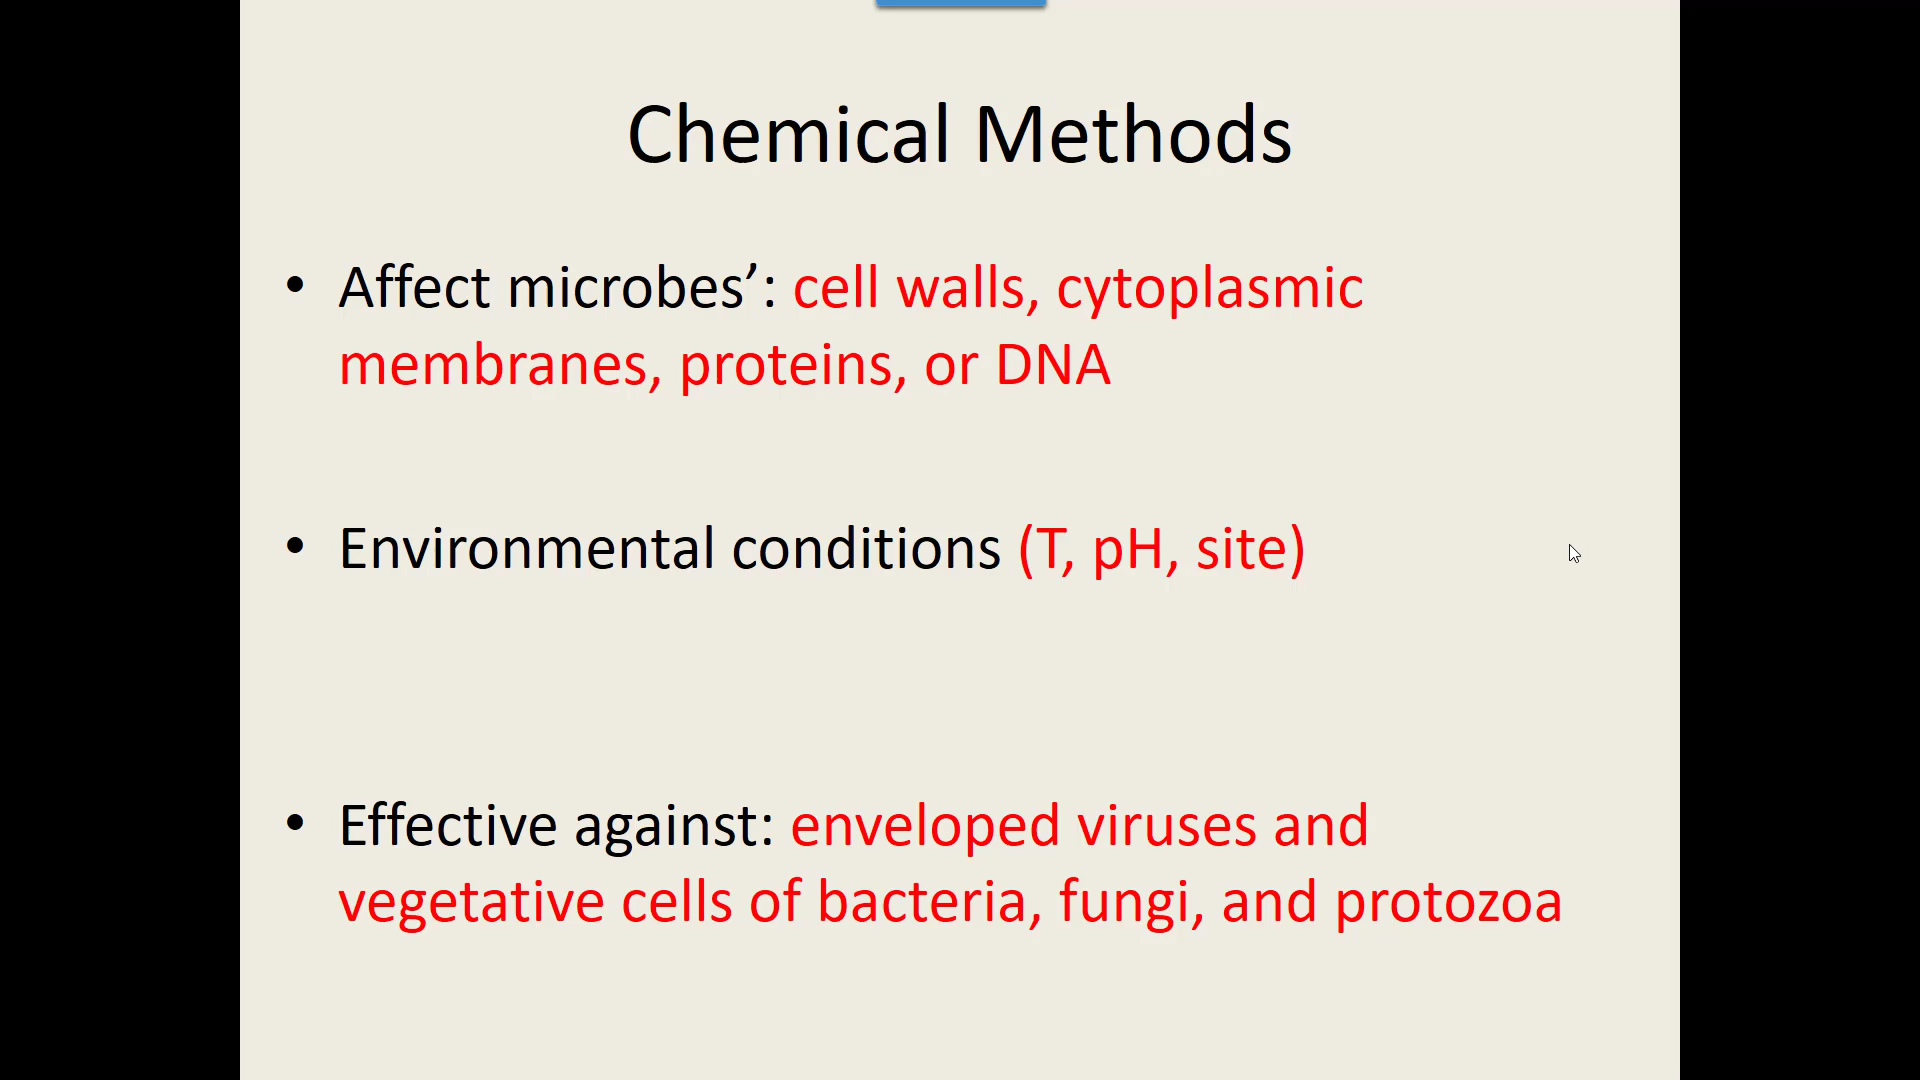 Chemical Methods
• Affect microbes’: cell walls, cytoplasmic
membranes, proteins, or DNA
• Environmental conditions (T, pH, site)
• Effective against: enveloped viruses and
vegetative cells of bacteria, fungi, and protozoa